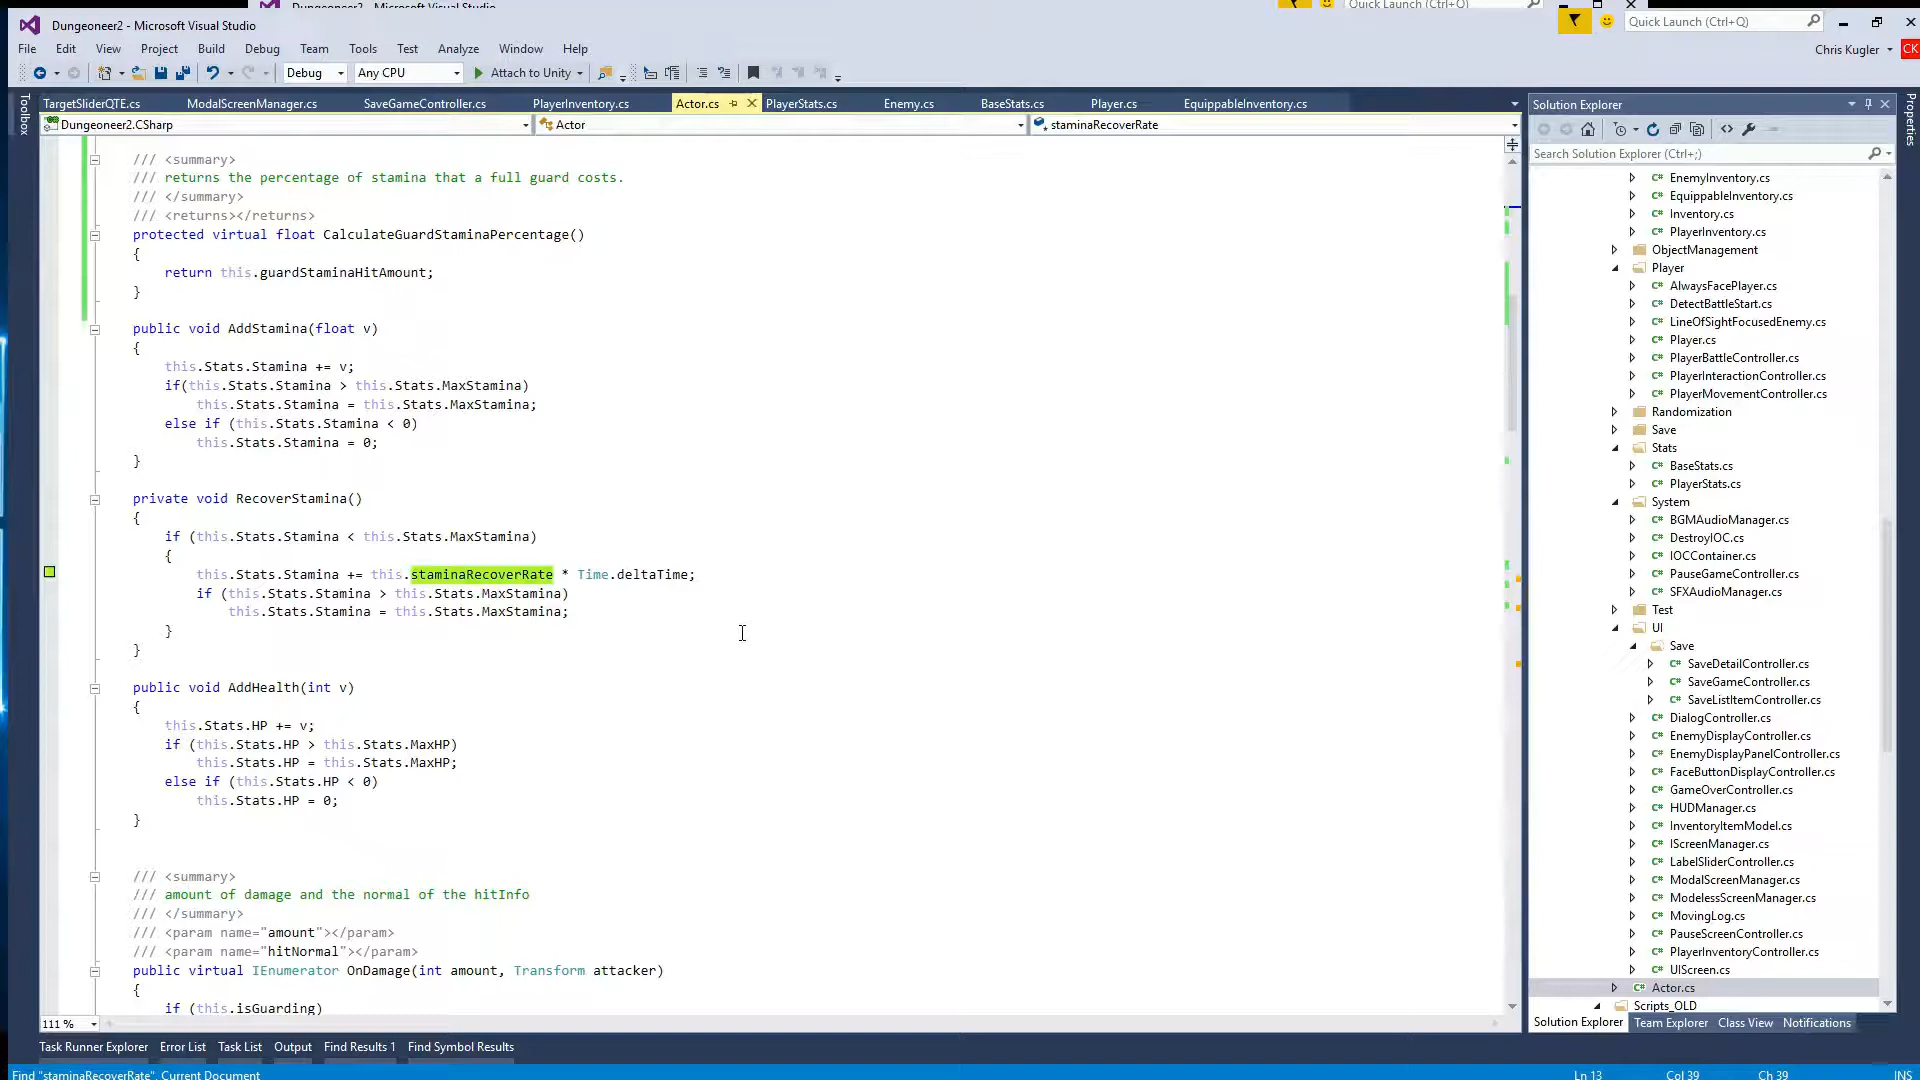 Dungeoneer2 - Microsoft Visual Studio
Quick Launch (Ctrl+Q)
Dungeoneer2 - Microsoft Visual Studio
Quick Launch (Ctrl+Q)
File Edit View Project Build Debug Team Tools Test Analyze Window Help
Chris Kugler
CK
Debug
Any CPU
Attach to Unity
Toolbox
TargetSliderQTE.cs ModalScreenManager.cs SaveGameController.cs PlayerInventory.cs Actor.cs PlayerStats.cs Enemy.cs BaseStats.cs Player.cs EquippableInventory.cs
Dungeoneer2.CSharp
Actor
staminaRecoverRate
/// <summary>
/// returns the percentage of stamina that a full guard costs.
/// </summary>
/// <returns></returns>
protected virtual float CalculateGuardStaminaPercentage()
{
return this.guardStaminaHitAmount;
}
public void AddStamina(float v)
{
this.Stats.Stamina += v;
if(this.Stats.Stamina > this.Stats.MaxStamina)
this.Stats.Stamina = this.Stats.MaxStamina;
else if (this.Stats.Stamina < 0)
this.Stats.Stamina = 0;
}
private void RecoverStamina()
{
if (this.Stats.Stamina < this.Stats.MaxStamina)
{
this.Stats.Stamina += this.staminaRecoverRate * Time.deltaTime;
if (this.Stats.Stamina > this.Stats.MaxStamina)
this.Stats.Stamina = this.Stats.MaxStamina;
}
}
public void AddHealth(int v)
{
this.Stats.HP += v;
if (this.Stats.HP > this.Stats.MaxHP)
this.Stats.HP = this.Stats.MaxHP;
else if (this.Stats.HP < 0)
this.Stats.HP = 0;
}
/// <summary>
/// amount of damage and the normal of the hitInfo
/// </summary>
/// <param name="amount"></param>
/// <param name="hitNormal"></param>
public virtual IEnumerator OnDamage(int amount, Transform attacker)
{
if (this.isGuarding)
111 %
Solution Explorer
Search Solution Explorer (Ctrl+;)
EnemyInventory.cs
EquippableInventory.cs
Inventory.cs
PlayerInventory.cs
ObjectManagement
Player
AlwaysFacePlayer.cs
DetectBattleStart.cs
LineOfSightFocusedEnemy.cs
Player.cs
PlayerBattleController.cs
PlayerInteractionController.cs
PlayerMovementController.cs
Randomization
Save
Stats
BaseStats.cs
PlayerStats.cs
System
BGMAudioManager.cs
DestroyIOC.cs
IOCContainer.cs
PauseGameController.cs
SFXAudioManager.cs
Test
UI
Save
SaveDetailController.cs
SaveGameController.cs
SaveListItemController.cs
DialogController.cs
EnemyDisplayController.cs
EnemyDisplayPanelController.cs
FaceButtonDisplayController.cs
GameOverController.cs
HUDManager.cs
InventoryItemModel.cs
IScreenManager.cs
LabelSliderController.cs
ModalScreenManager.cs
ModelessScreenManager.cs
MovingLog.cs
PauseScreenController.cs
PlayerInventoryController.cs
UIScreen.cs
Actor.cs
Scripts_OLD
Solution Explorer Team Explorer Class View Notifications
Properties
Task Runner Explorer Error List Task List Output Find Results 1 Find Symbol Results
Find "staminaRecoverRate", Current Document
Ln 13 Col 39 Ch 39 INS